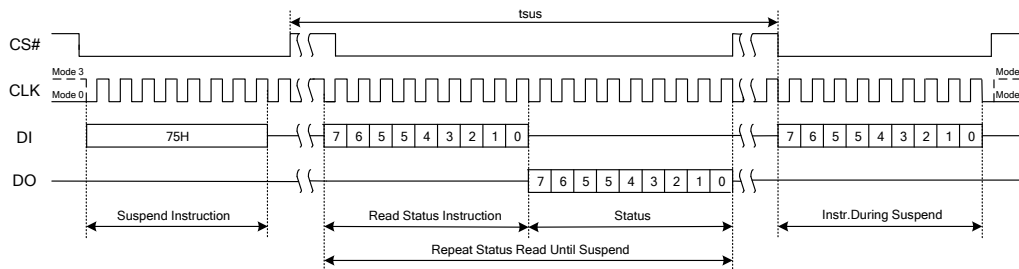 tsus
CS#
Mode 3
CLK
Mode 0
Mode
Mode
DI
75H
7 6 5 5 4 3 2 1 0
7 6 5 5 4 3 2 1 0
DO
7 6 5 5 4 3 2 1 0
Suspend Instruction
Read Status Instruction
Status
Instr.During Suspend
Repeat Status Read Until Suspend